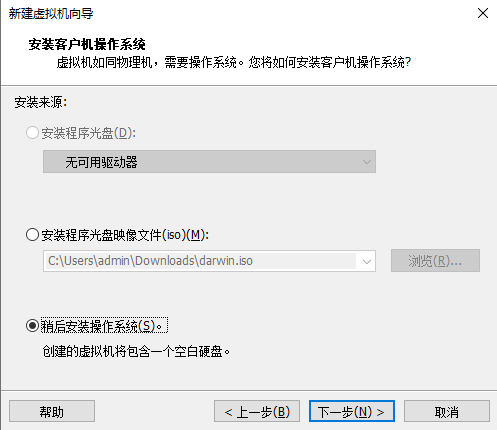 新建虚拟机向导
安装客户机操作系统
虚拟机如同物理机，需要操作系统。您将如何安装客户机操作系统?
安装来源:
安装程序光盘(D):
无可用驱动器
安装程序光盘映像文件(iso)(M):
C:\Users\admin\Downloads\darwin.iso
浏览(R)...
稍后安装操作系统(S)。
创建的虚拟机将包含一个空白硬盘。
帮助
< 上一步(B)
下一步(N) >
取消